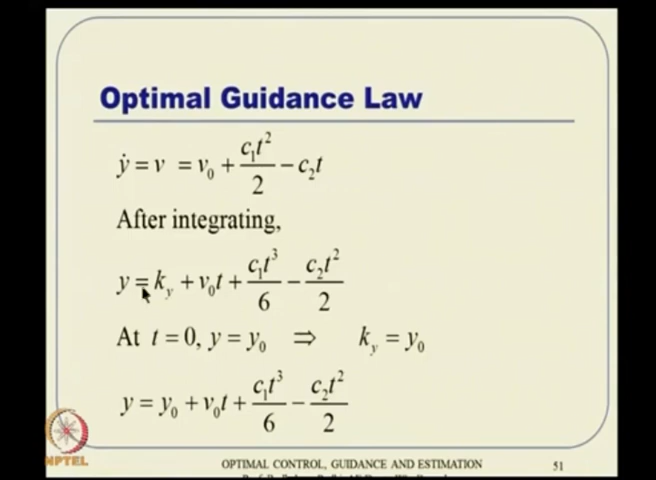 Optimal Guidance Law
ẏ = v = v₀ + c₁t²/2 − c₂t
After integrating,
y = k_y + v₀t + c₁t³/6 − c₂t²/2
At t = 0, y = y₀ ⇒ k_y = y₀
y = y₀ + v₀t + c₁t³/6 − c₂t²/2
NPTEL
OPTIMAL CONTROL, GUIDANCE AND ESTIMATION
51